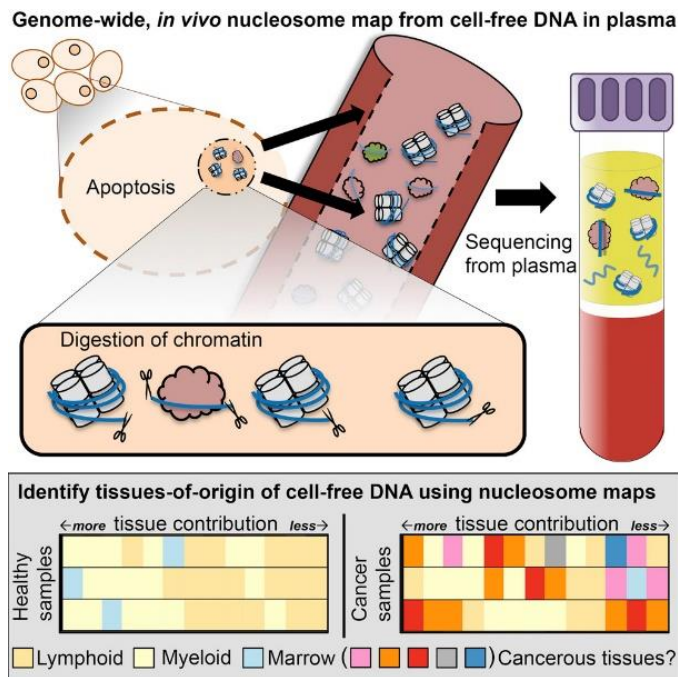 Genome-wide, in vivo nucleosome map from cell-free DNA in plasma
Apoptosis
Sequencing
from plasma
Digestion of chromatin
Identify tissues-of-origin of cell-free DNA using nucleosome maps
←more tissue contribution less→
Healthy
samples
←more tissue contribution less→
Cancer
samples
Lymphoid Myeloid Marrow ( ) Cancerous tissues?